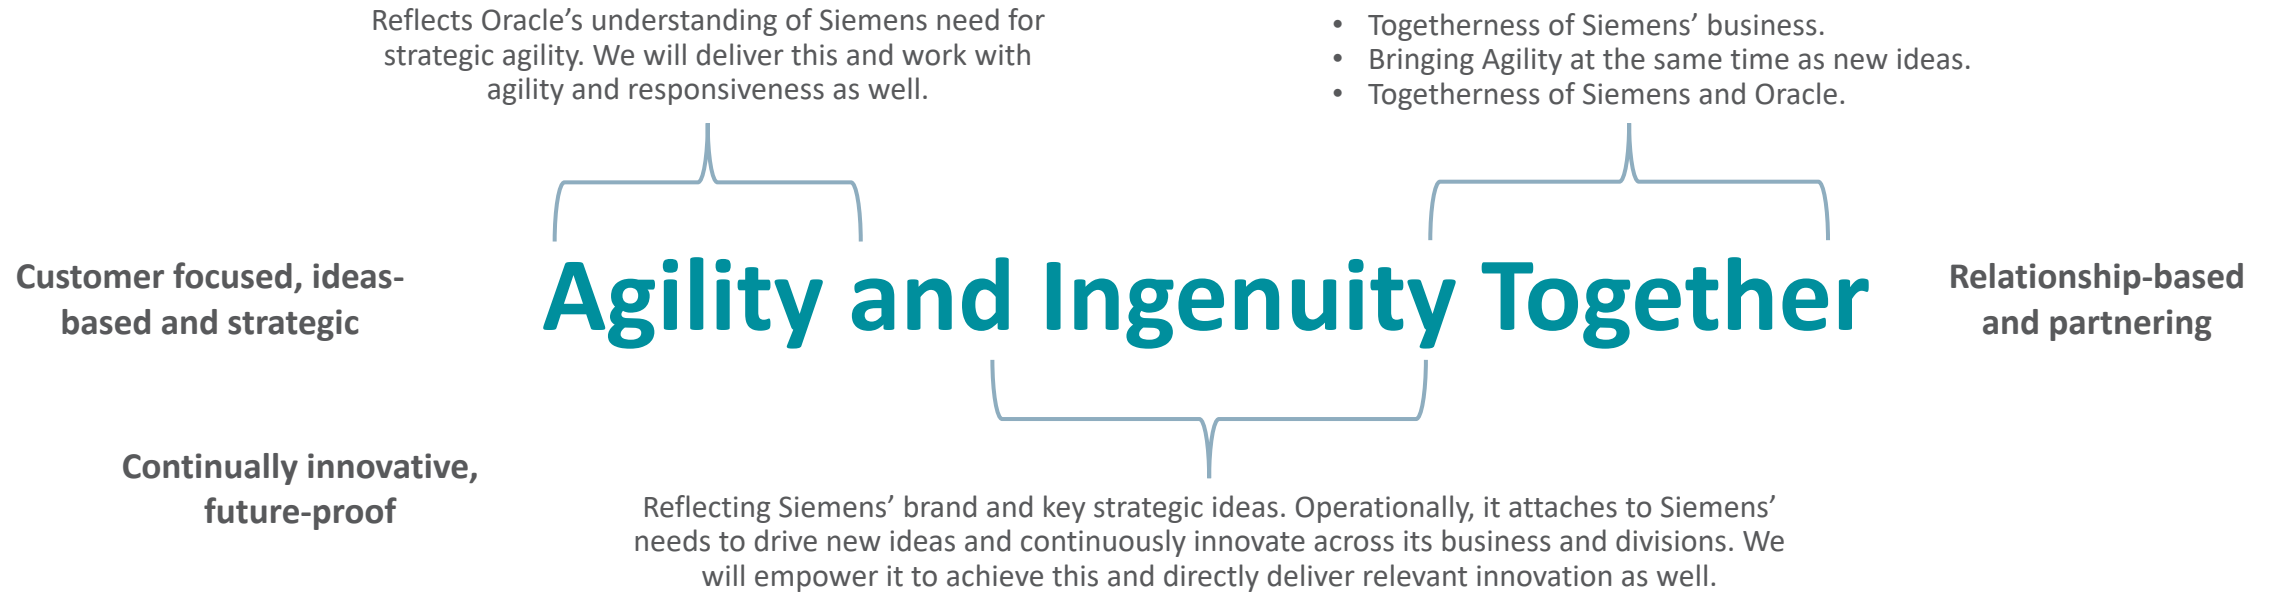 Reflects Oracle’s understanding of Siemens need for
strategic agility. We will deliver this and work with
agility and responsiveness as well.
• Togetherness of Siemens’ business.
• Bringing Agility at the same time as new ideas.
• Togetherness of Siemens and Oracle.
Customer focused, ideas-
based and strategic
Agility and Ingenuity Together
Relationship-based
and partnering
Continually innovative,
future-proof
Reflecting Siemens’ brand and key strategic ideas. Operationally, it attaches to Siemens’
needs to drive new ideas and continuously innovate across its business and divisions. We
will empower it to achieve this and directly deliver relevant innovation as well.